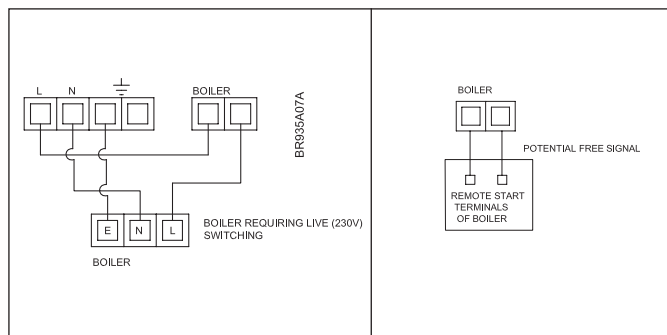 L N
BOILER
BR935A07A
E N L
BOILER REQUIRING LIVE (230V)
SWITCHING
BOILER
BOILER
POTENTIAL FREE SIGNAL
REMOTE START
TERMINALS
OF BOILER